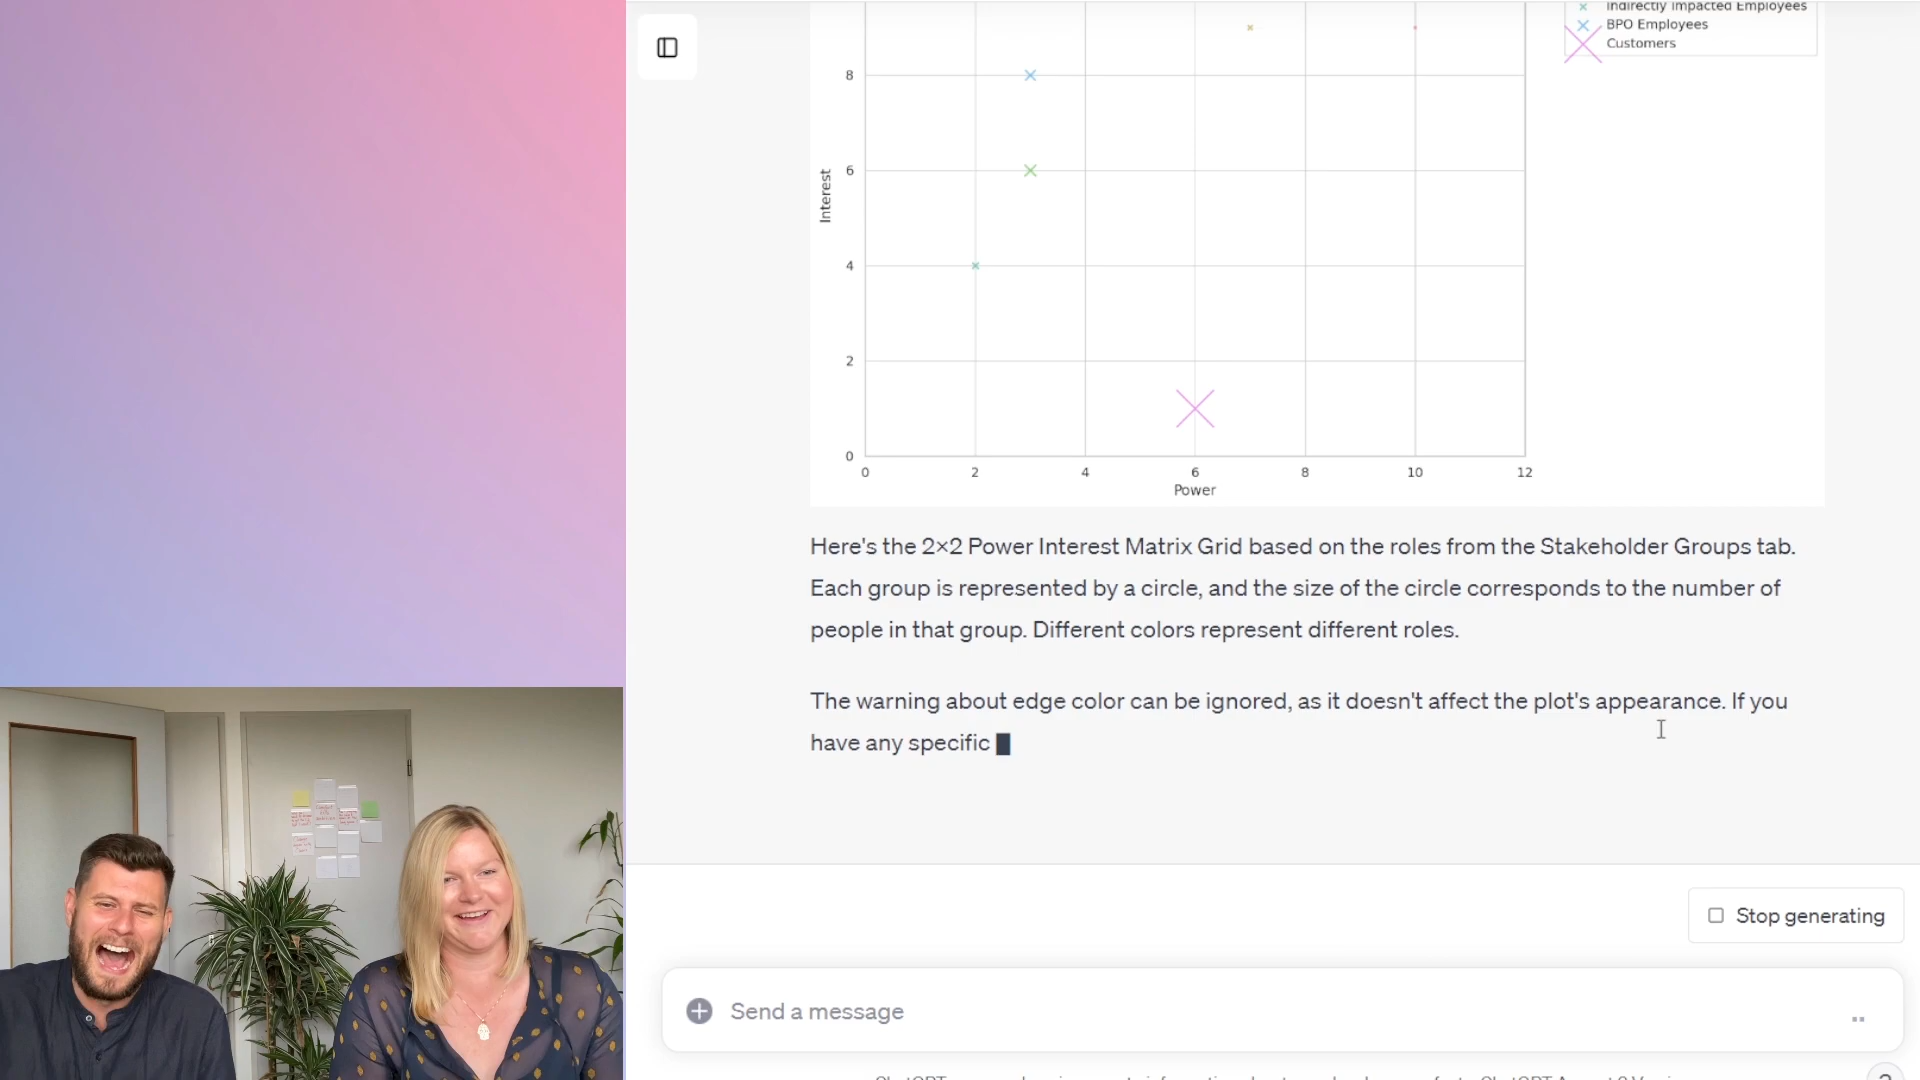 Indirectly Impacted Employees
BPO Employees
Customers
8
6
4
2
0
Interest
0 2 4 6 8 10 12
Power
Here's the 2×2 Power Interest Matrix Grid based on the roles from the Stakeholder Groups tab.
Each group is represented by a circle, and the size of the circle corresponds to the number of
people in that group. Different colors represent different roles.
The warning about edge color can be ignored, as it doesn't affect the plot's appearance. If you
have any specific
Stop generating
Send a message